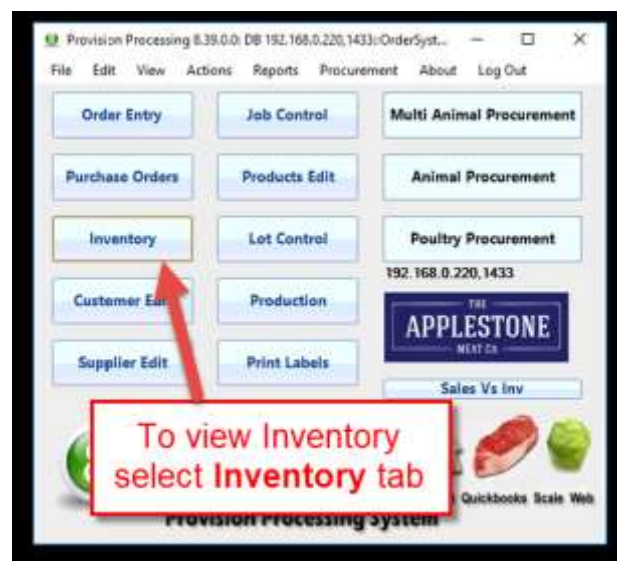 Provision Processing 8.39.0.0: DB 192.168.0.220,1433::OrderSyst...
File Edit View Actions Reports Procurement About Log Out
Order Entry Job Control Multi Animal Procurement
Purchase Orders Products Edit Animal Procurement
Inventory Lot Control Poultry Procurement
192.168.0.220,1433
Customer Production
THE
APPLESTONE
MEAT CO.
Supplier Edit Print Labels
Sales Vs Inv
To view Inventory
select Inventory tab
Quickbooks Scale Web
Provision Processing System